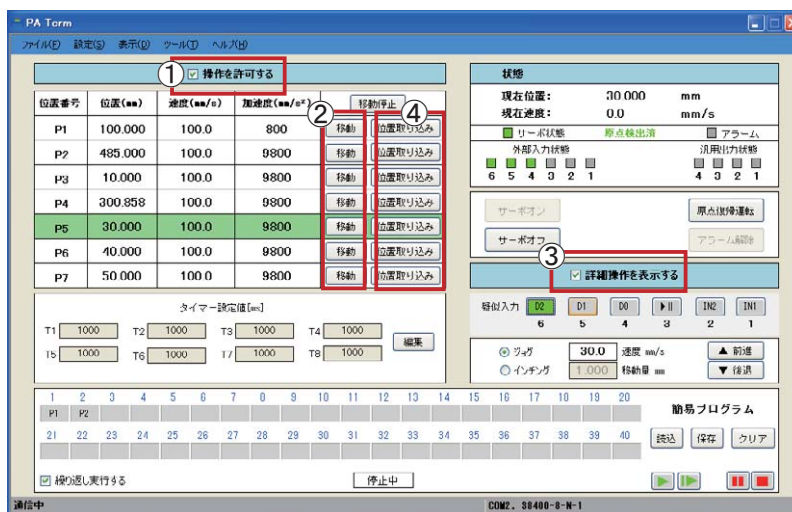 PA Term
ファイル(F) 設定(S) 表示(D) ツール(T) ヘルプ(H)
① 操作を許可する
位置番号 位置(mm) 速度(mm/s) 加速度(mm/s²) ② 移動停止 ④
P1 100.000 100.0 800 移動 位置取り込み
P2 485.000 100.0 9800 移動 位置取り込み
P3 10.000 100.0 9800 移動 位置取り込み
P4 300.858 100.0 9800 移動 位置取り込み
P5 30.000 100.0 9800 移動 位置取り込み
P6 40.000 100.0 9800 移動 位置取り込み
P7 50.000 100.0 9800 移動 位置取り込み
タイマー設定値[ms]
T1 1000 T2 1000 T3 1000 T4 1000
T5 1000 T6 1000 T7 1000 T8 1000
編集
状態
現在位置: 30.000 mm
現在速度: 0.0 mm/s
サーボ状態 原点検出済 アラーム
外部入力状態 汎用出力状態
6 5 4 3 2 1 4 3 2 1
サーボオン 原点復帰運転
サーボオフ アラーム解除
③ 詳細操作を表示する
疑似入力 D2 D1 D0 IN2 IN1
6 5 4 3 2 1
ジョグ 30.0 速度 mm/s ▲ 前進
インチング 1.000 移動量 mm ▼ 後退
1 2 3 4 5 6 7 8 9 10 11 12 13 14 15 16 17 18 19 20
P1 P2
簡易プログラム
21 22 23 24 25 26 27 28 29 30 31 32 33 34 35 36 37 38 39 40
読込 保存 クリア
繰り返し実行する 停止中
通信中 COM2, 38400-8-N-1